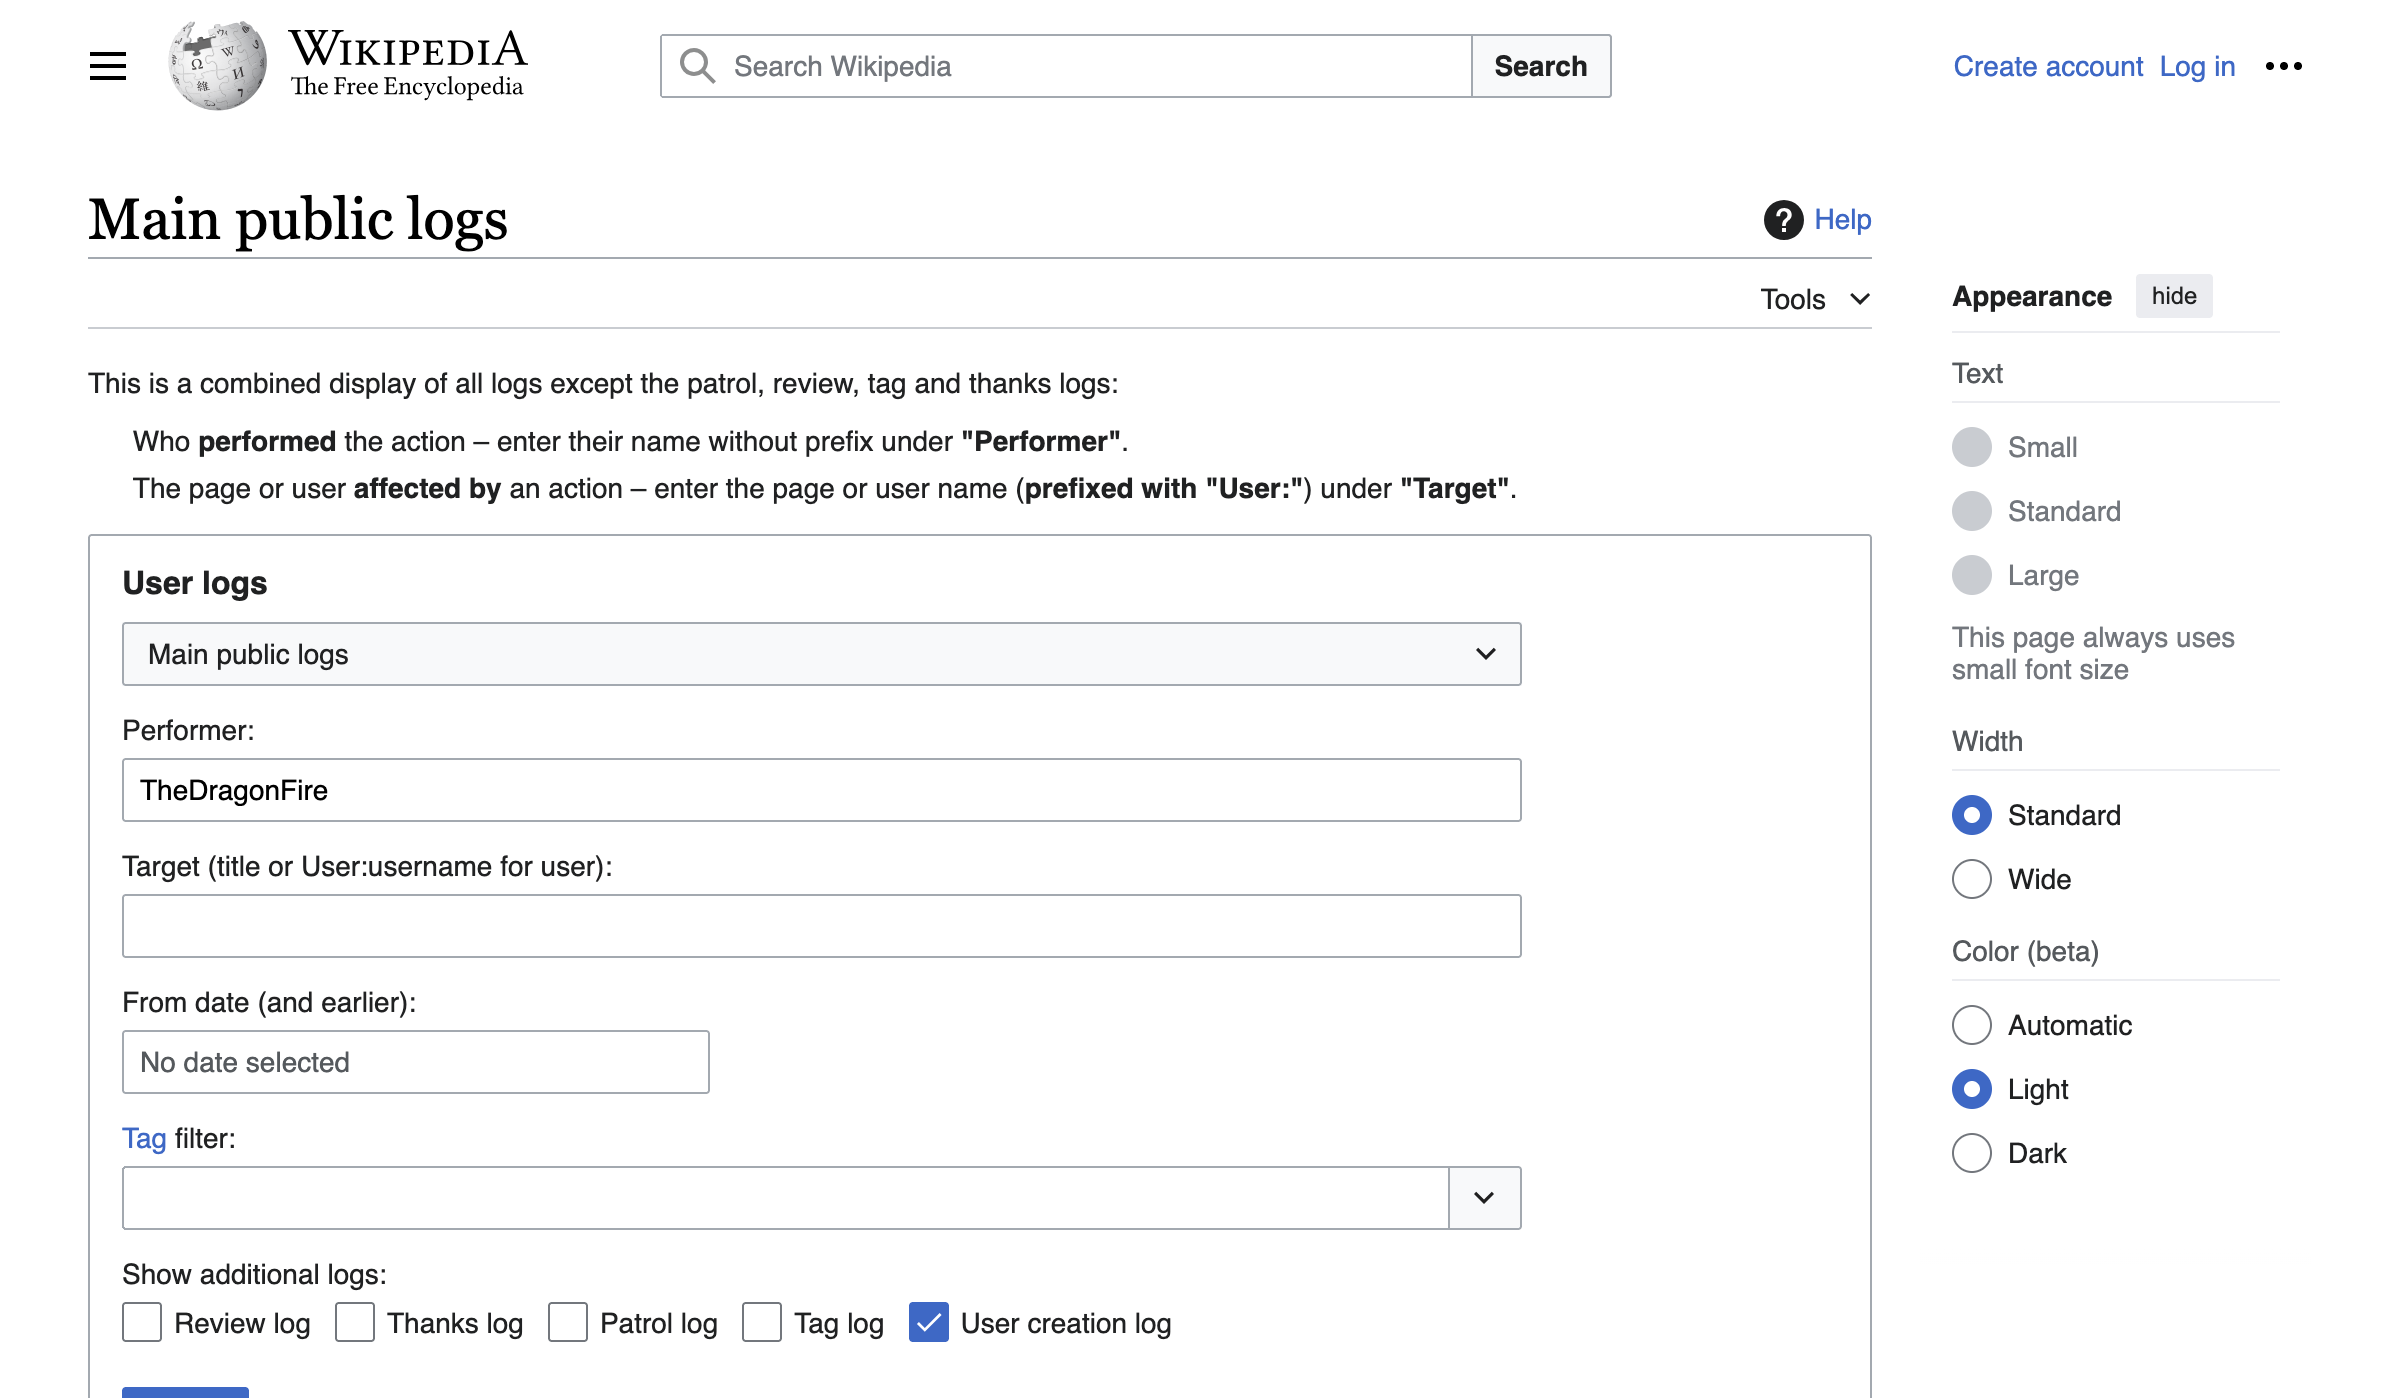 WIKIPEDIA
The Free Encyclopedia
Search Wikipedia
Search
Create account Log in
Main public logs
Help
Tools
This is a combined display of all logs except the patrol, review, tag and thanks logs:
Who performed the action – enter their name without prefix under "Performer".
The page or user affected by an action – enter the page or user name (prefixed with "User:") under "Target".
User logs
Main public logs
Performer:
TheDragonFire
Target (title or User:username for user):
From date (and earlier):
No date selected
Tag filter:
Show additional logs:
Review log Thanks log Patrol log Tag log User creation log
Appearance hide
Text
Small
Standard
Large
This page always uses
small font size
Width
Standard
Wide
Color (beta)
Automatic
Light
Dark